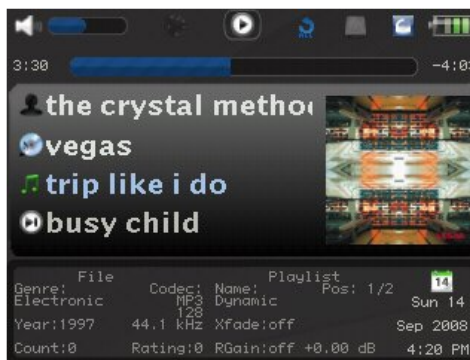 3:30 -4:03
the crystal metho
vegas
trip like i do
busy child
File Playlist
Genre: Codec: Name: Pos: 1/2
Electronic MP3 Dynamic
128
Year:1997 44.1 kHz Xfade:off
Count:0 Rating:0 RGain:off +0.00 dB
14
Sun 14
Sep 2008
4:20 PM